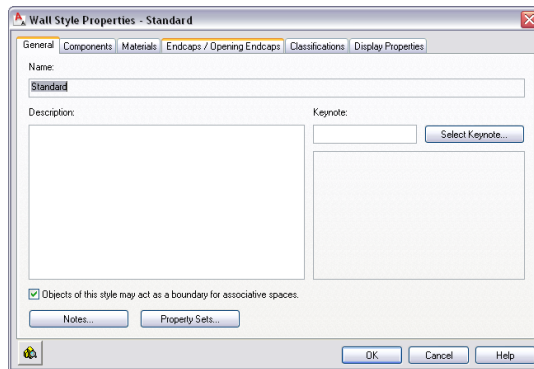 Wall Style Properties - Standard
General Components Materials Endcaps / Opening Endcaps Classifications Display Properties
Name:
Standard
Description:
Keynote:
Select Keynote...
Objects of this style may act as a boundary for associative spaces.
Notes... Property Sets...
OK Cancel Help